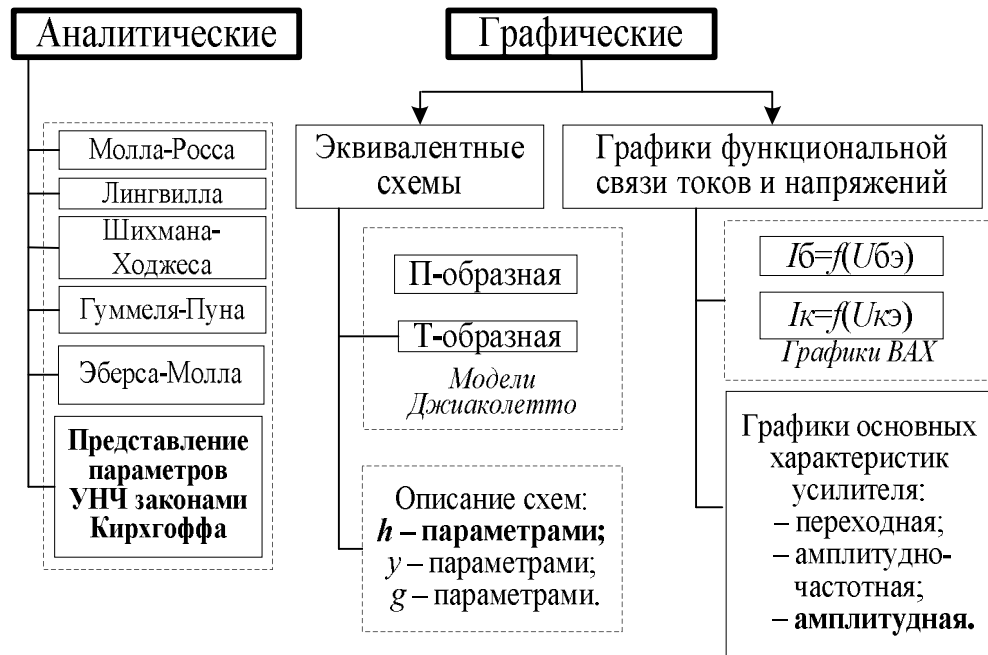 Аналитические
Молла-Росса
Лингвилла
Шихмана-
Ходжеса
Гуммеля-Пуна
Эберса-Молла
Представление
параметров
УНЧ законами
Кирхгоффа
Графические
Эквивалентные
схемы
П-образная
Т-образная
Модели
Джиаколетто
Описание схем:
h – параметрами;
y – параметрами;
g – параметрами.
Графики функциональной
связи токов и напряжений
Iб=f(Uбэ)
Iк=f(Uкэ)
Графики ВАХ
Графики основных
характеристик
усилителя:
– переходная;
– амплитудно-
частотная;
– амплитудная.